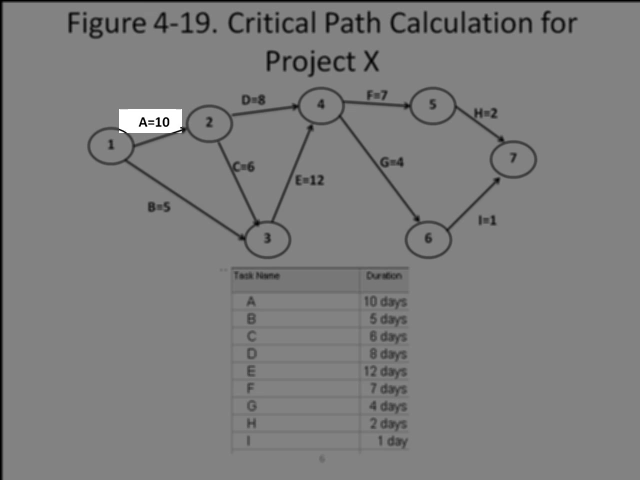 Figure 4-19. Critical Path Calculation for
Project X
D=8
F=7
H=2
A=10
1
2
4
5
7
C=6
G=4
E=12
B=5
I=1
3
6
Task Name Duration
A 10 days
B 5 days
C 6 days
D 8 days
E 12 days
F 7 days
G 4 days
H 2 days
I 1 day
6